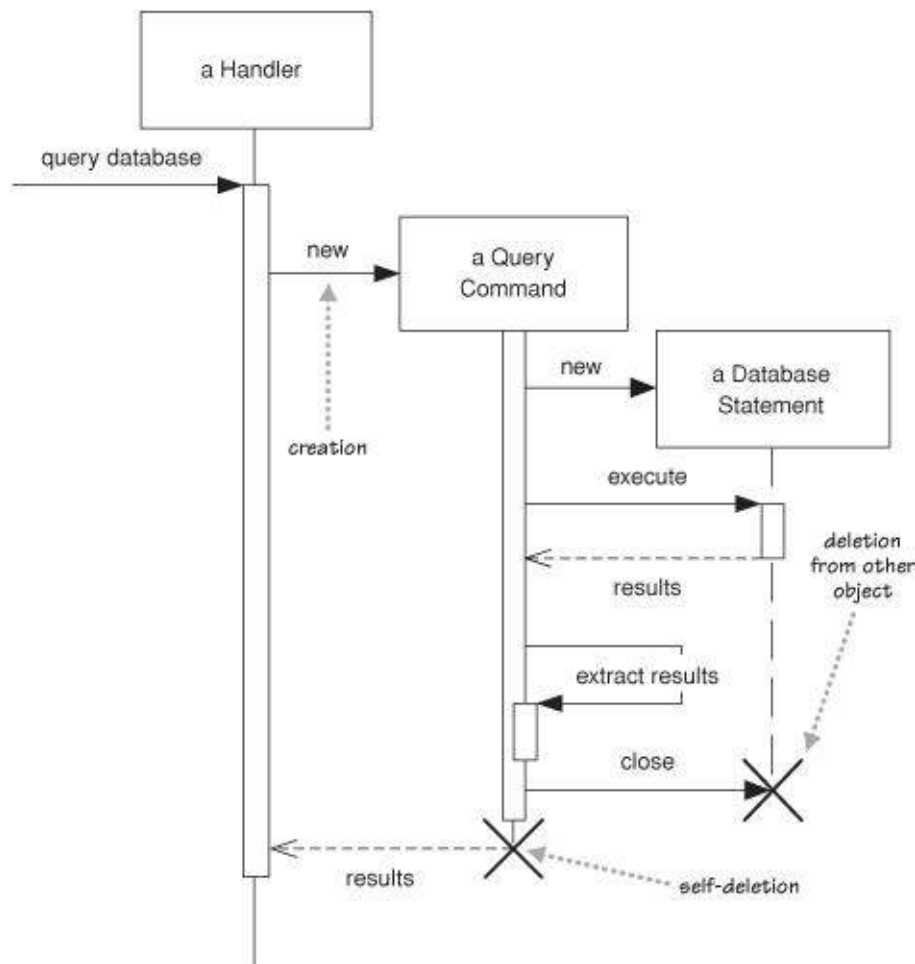 a Handler
query database
new
a Query
Command
new
a Database
Statement
creation
execute
deletion
from other
object
results
extract results
close
results
self-deletion